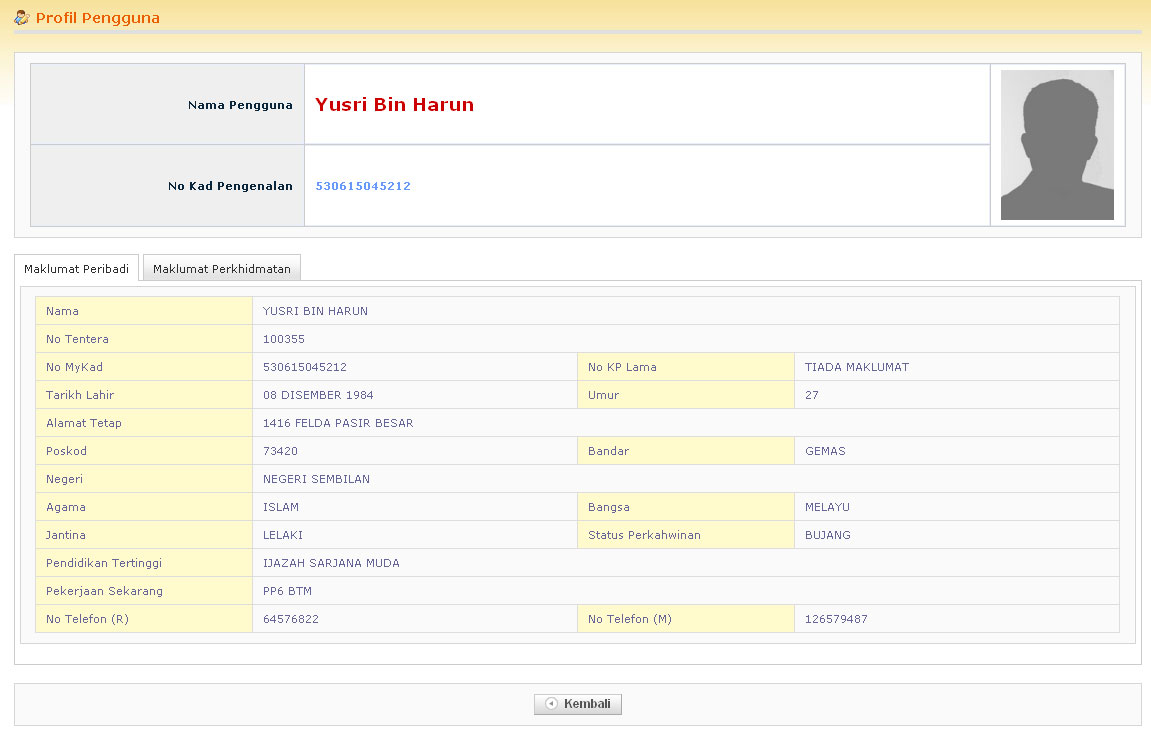 Profil Pengguna
Nama Pengguna Yusri Bin Harun
No Kad Pengenalan 530615045212
Maklumat Peribadi Maklumat Perkhidmatan
Nama YUSRI BIN HARUN
No Tentera 100355
No MyKad 530615045212 No KP Lama TIADA MAKLUMAT
Tarikh Lahir 08 DISEMBER 1984 Umur 27
Alamat Tetap 1416 FELDA PASIR BESAR
Poskod 73420 Bandar GEMAS
Negeri NEGERI SEMBILAN
Agama ISLAM Bangsa MELAYU
Jantina LELAKI Status Perkahwinan BUJANG
Pendidikan Tertinggi IJAZAH SARJANA MUDA
Pekerjaan Sekarang PP6 BTM
No Telefon (R) 64576822 No Telefon (M) 126579487
Kembali